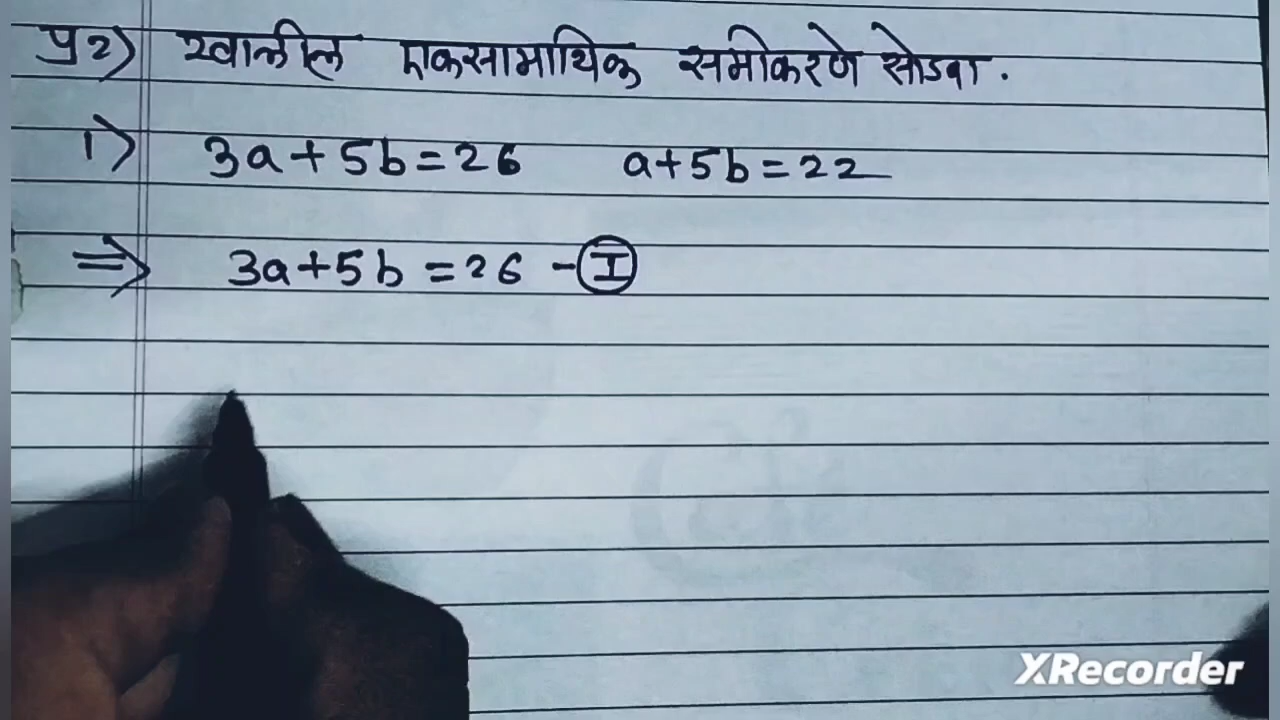 प्र2) खालील एकसामायिक समीकरणे सोडवा.
1) 3a+5b=26 a+5b=22
⇒ 3a+5b=26 -Ⓘ
XRecorder